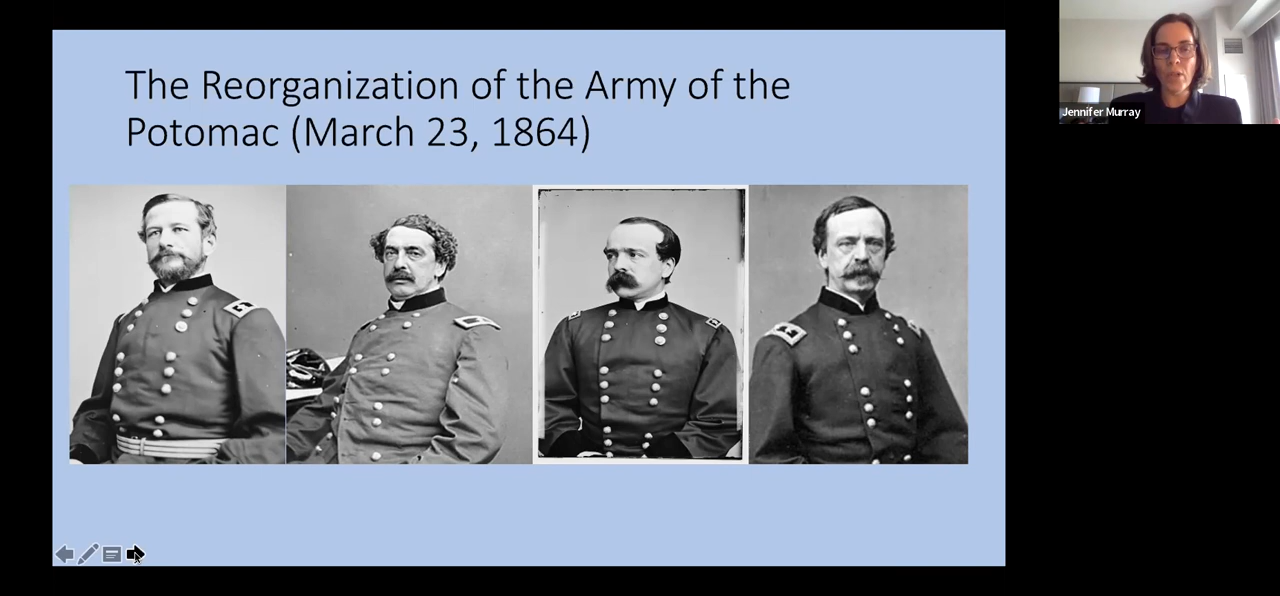 The Reorganization of the Army of the
Potomac (March 23, 1864)
Jennifer Murray